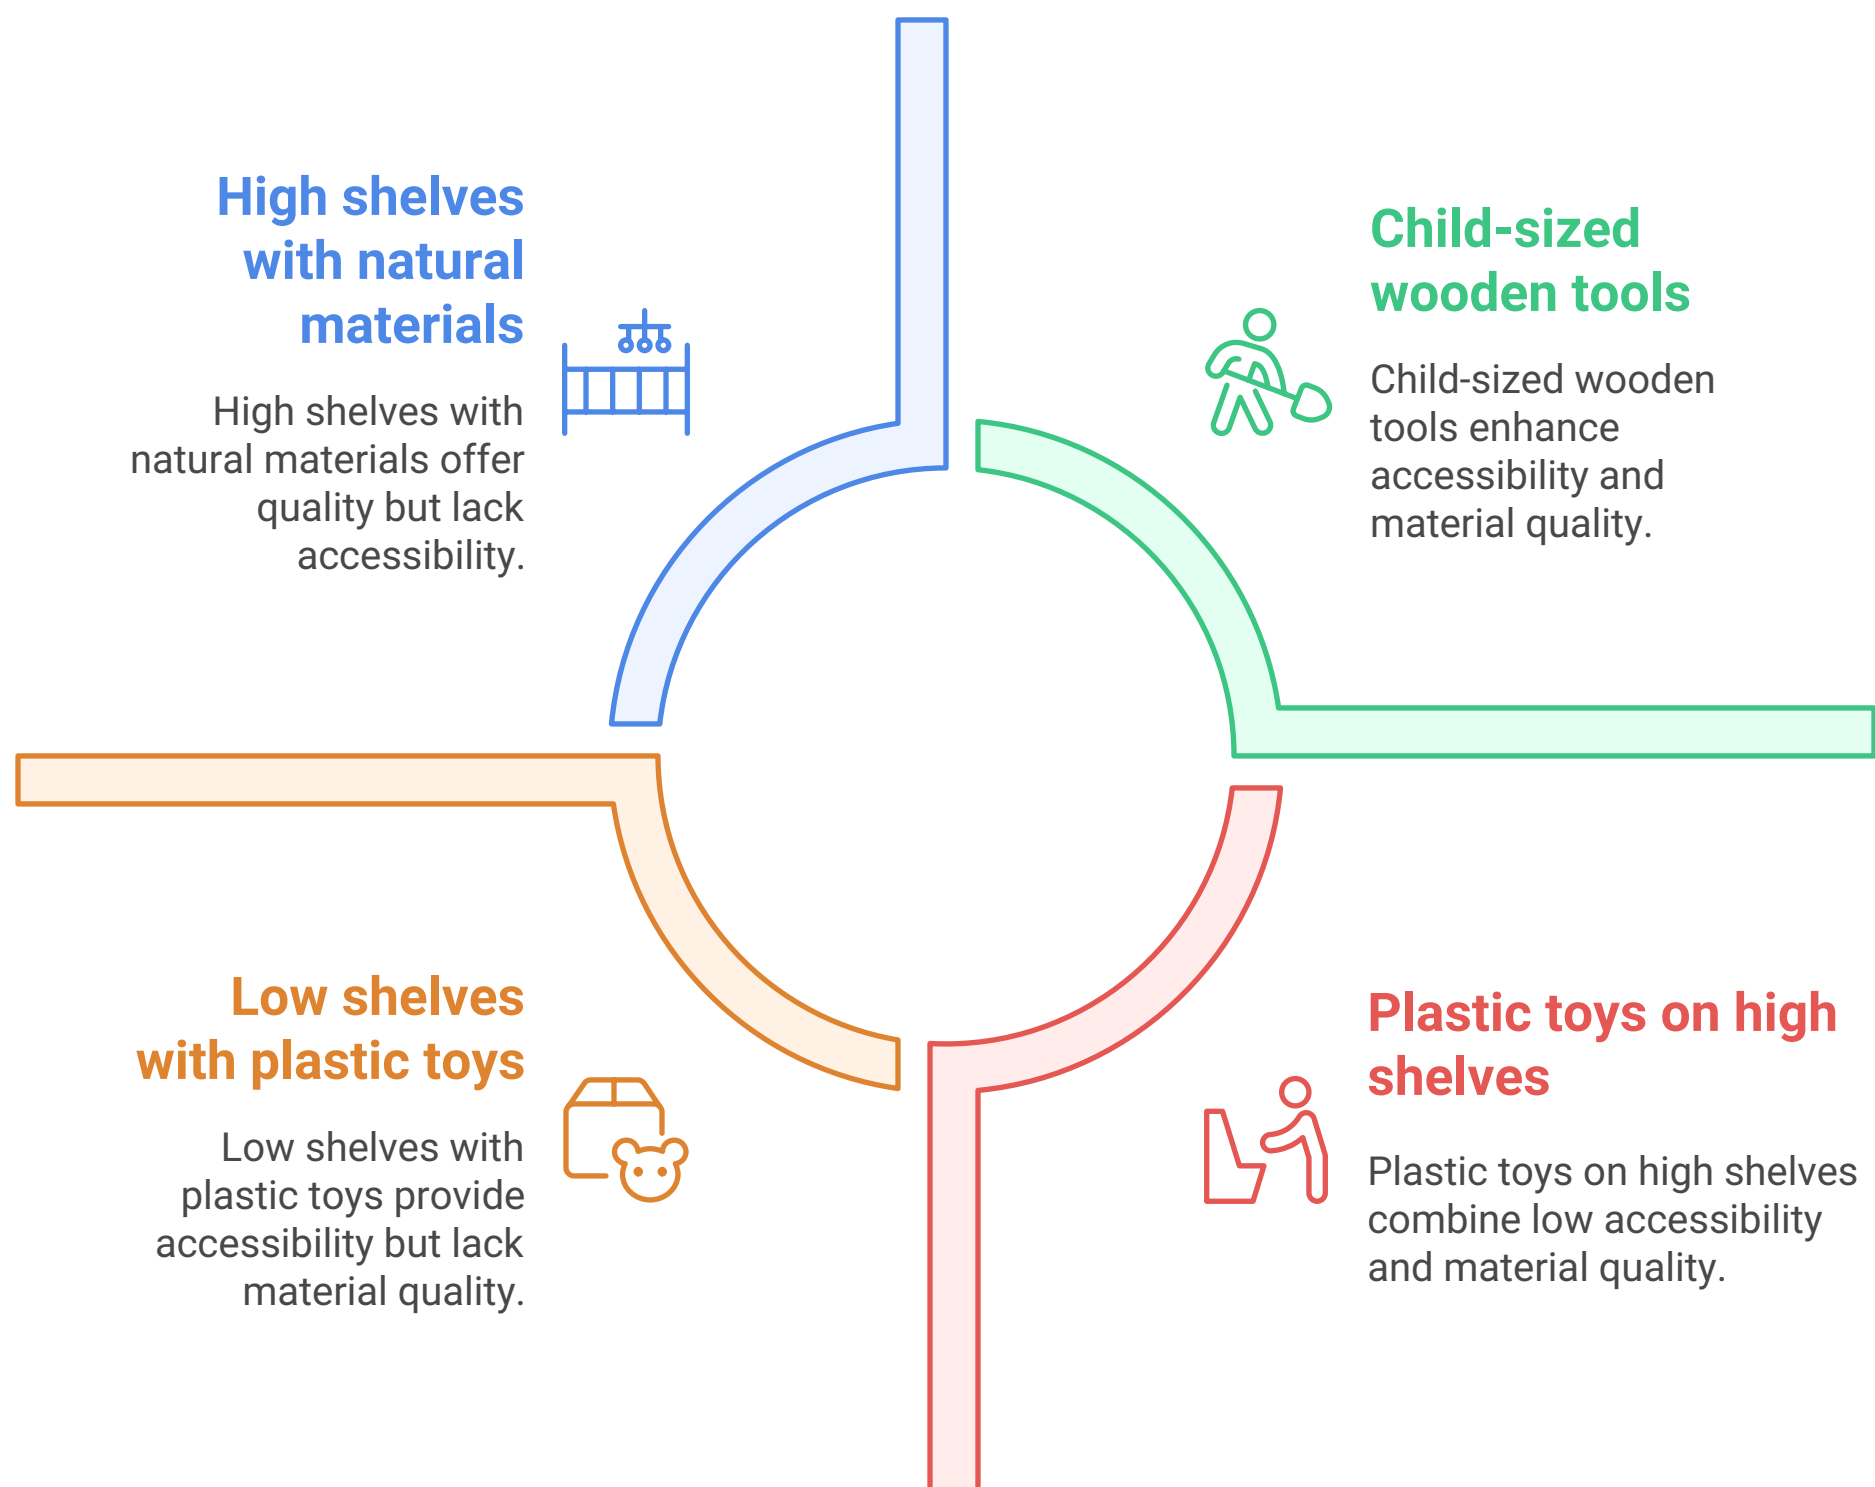 High shelves
with natural
materials
High shelves with
natural materials offer
quality but lack
accessibility.
Child-sized
wooden tools
Child-sized wooden
tools enhance
accessibility and
material quality.
Low shelves
with plastic toys
Low shelves with
plastic toys provide
accessibility but lack
material quality.
Plastic toys on high
shelves
Plastic toys on high shelves
combine low accessibility
and material quality.